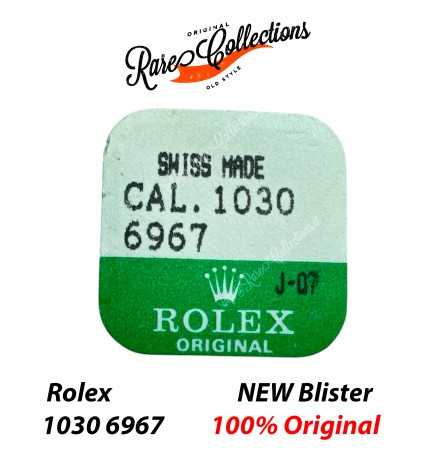 ORIGINAL
Rare Collections
OLD STYLE
SWISS MADE
CAL. 1030
6967
J-07
ROLEX
ORIGINAL
Rolex NEW Blister
1030 6967 100% Original